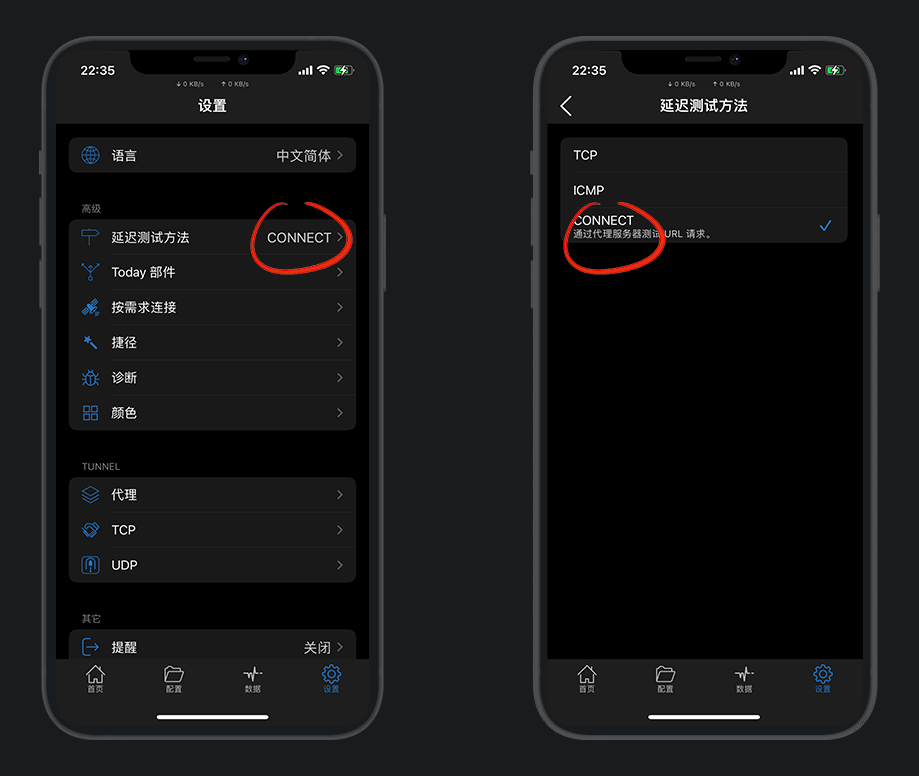 22:35
↓ 0 KB/s ↑ 0 KB/s
设置
语言 中文简体
高级
延迟测试方法 CONNECT
Today 部件
按需求连接
捷径
诊断
颜色
TUNNEL
代理
TCP
UDP
其它
提醒 关闭
首页 配置 数据 设置
22:35
↓ 0 KB/s ↑ 0 KB/s
延迟测试方法
TCP
ICMP
CONNECT
通过代理服务器测试 URL 请求。
首页 配置 数据 设置